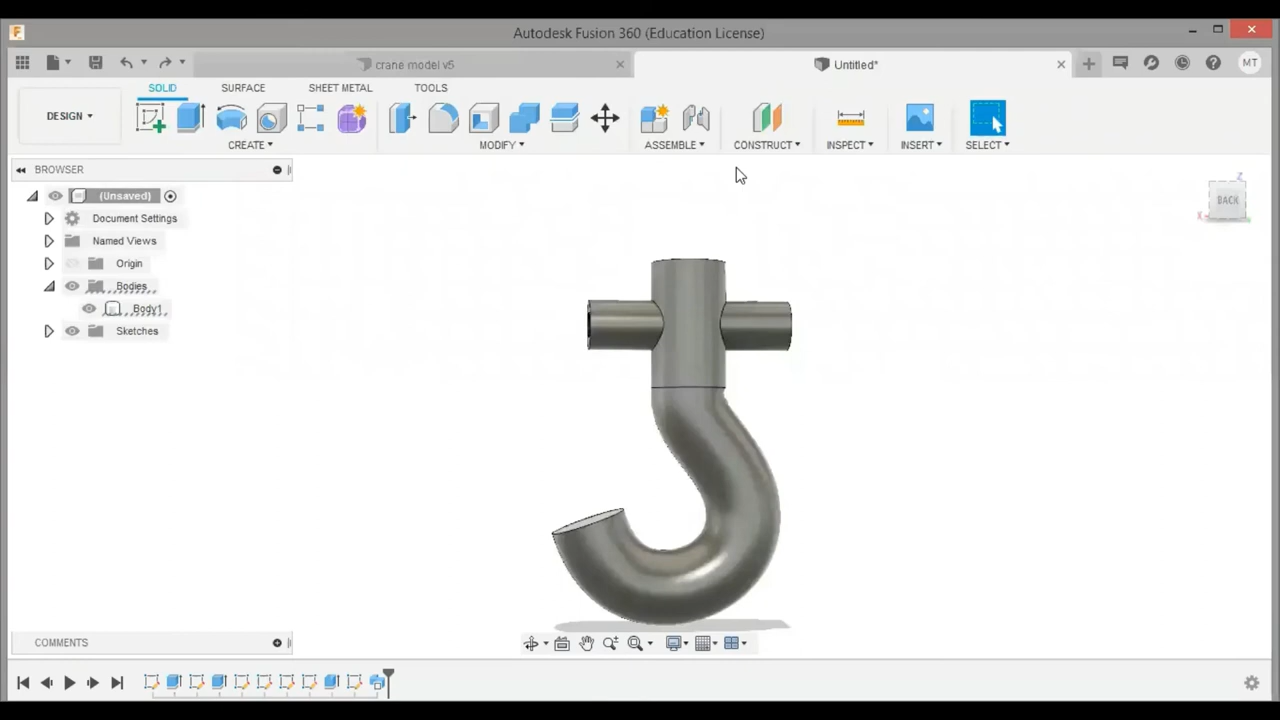 Autodesk Fusion 360 (Education License)
crane model v5
Untitled*
MT
SOLID
SURFACE
SHEET METAL
TOOLS
DESIGN
CREATE
MODIFY
ASSEMBLE
CONSTRUCT
INSPECT
INSERT
SELECT
BROWSER
(Unsaved)
Document Settings
Named Views
Origin
Bodies
Body1
Sketches
Z
BACK
X
COMMENTS